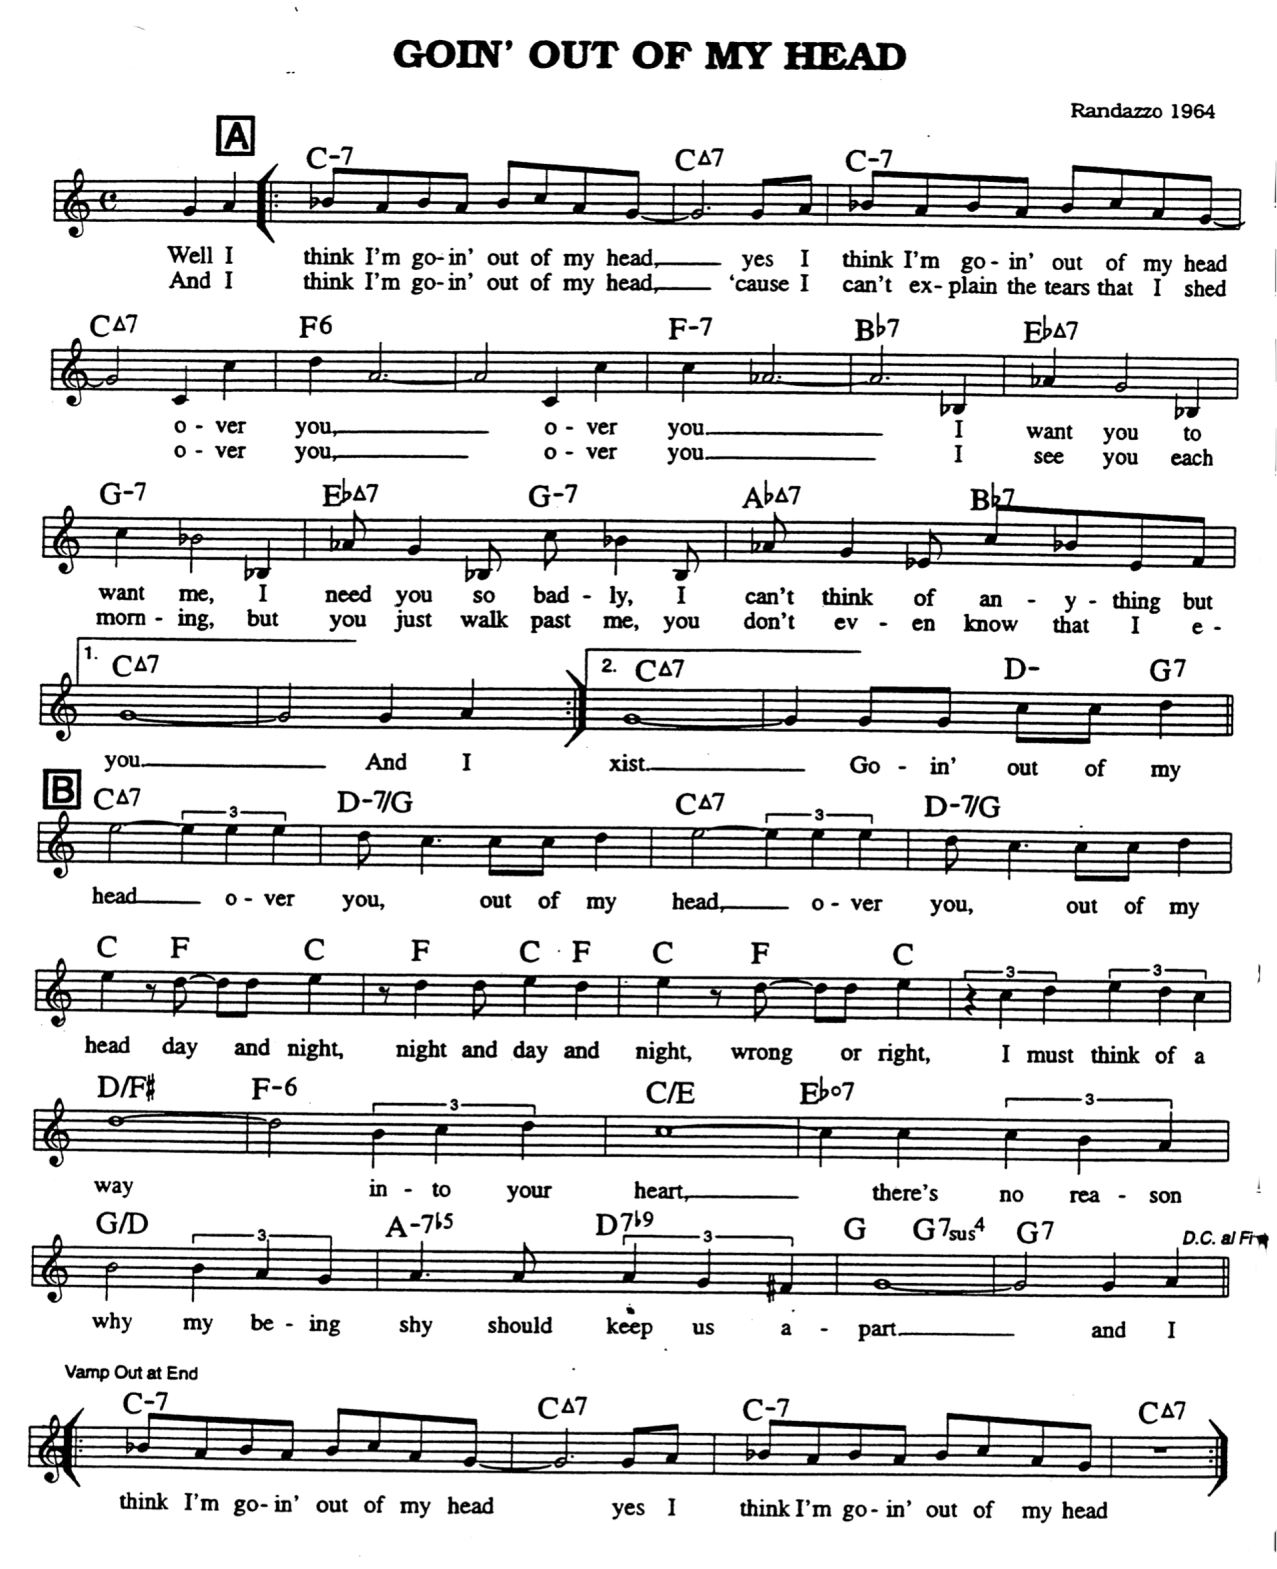 GOIN' OUT OF MY HEAD
Randazzo 1964
A
C-7 C△7 C-7
Well I think I'm go-in' out of my head, yes I think I'm go-in' out of my head
And I think I'm go-in' out of my head, 'cause I can't ex-plain the tears that I shed
C△7 F6 F-7 B♭7 E♭△7
o-ver you, o-ver you I want you to
o-ver you, o-ver you I see you each
G-7 E♭△7 G-7 A♭△7 B♭7
want me, I need you so bad-ly, I can't think of an-y-thing but
morn-ing, but you just walk past me, you don't ev-en know that I e-
1. C△7 2. C△7 D- G7
you And I xist Go-in' out of my
B
C△7 3 D-7/G C△7 3 D-7/G
head o-ver you, out of my head, o-ver you, out of my
C F C F C F C F C 3 3
head day and night, night and day and night, wrong or right, I must think of a
D/F# F-6 3 C/E E♭o7 3
way in-to your heart, there's no rea-son
G/D 3 A-7♭5 D7♭9 3 G G7sus4 G7 D.C. al Fine
why my be-ing shy should keep us a-part and I
Vamp Out at End
C-7 C△7 C-7 C△7
think I'm go-in' out of my head yes I think I'm go-in' out of my head